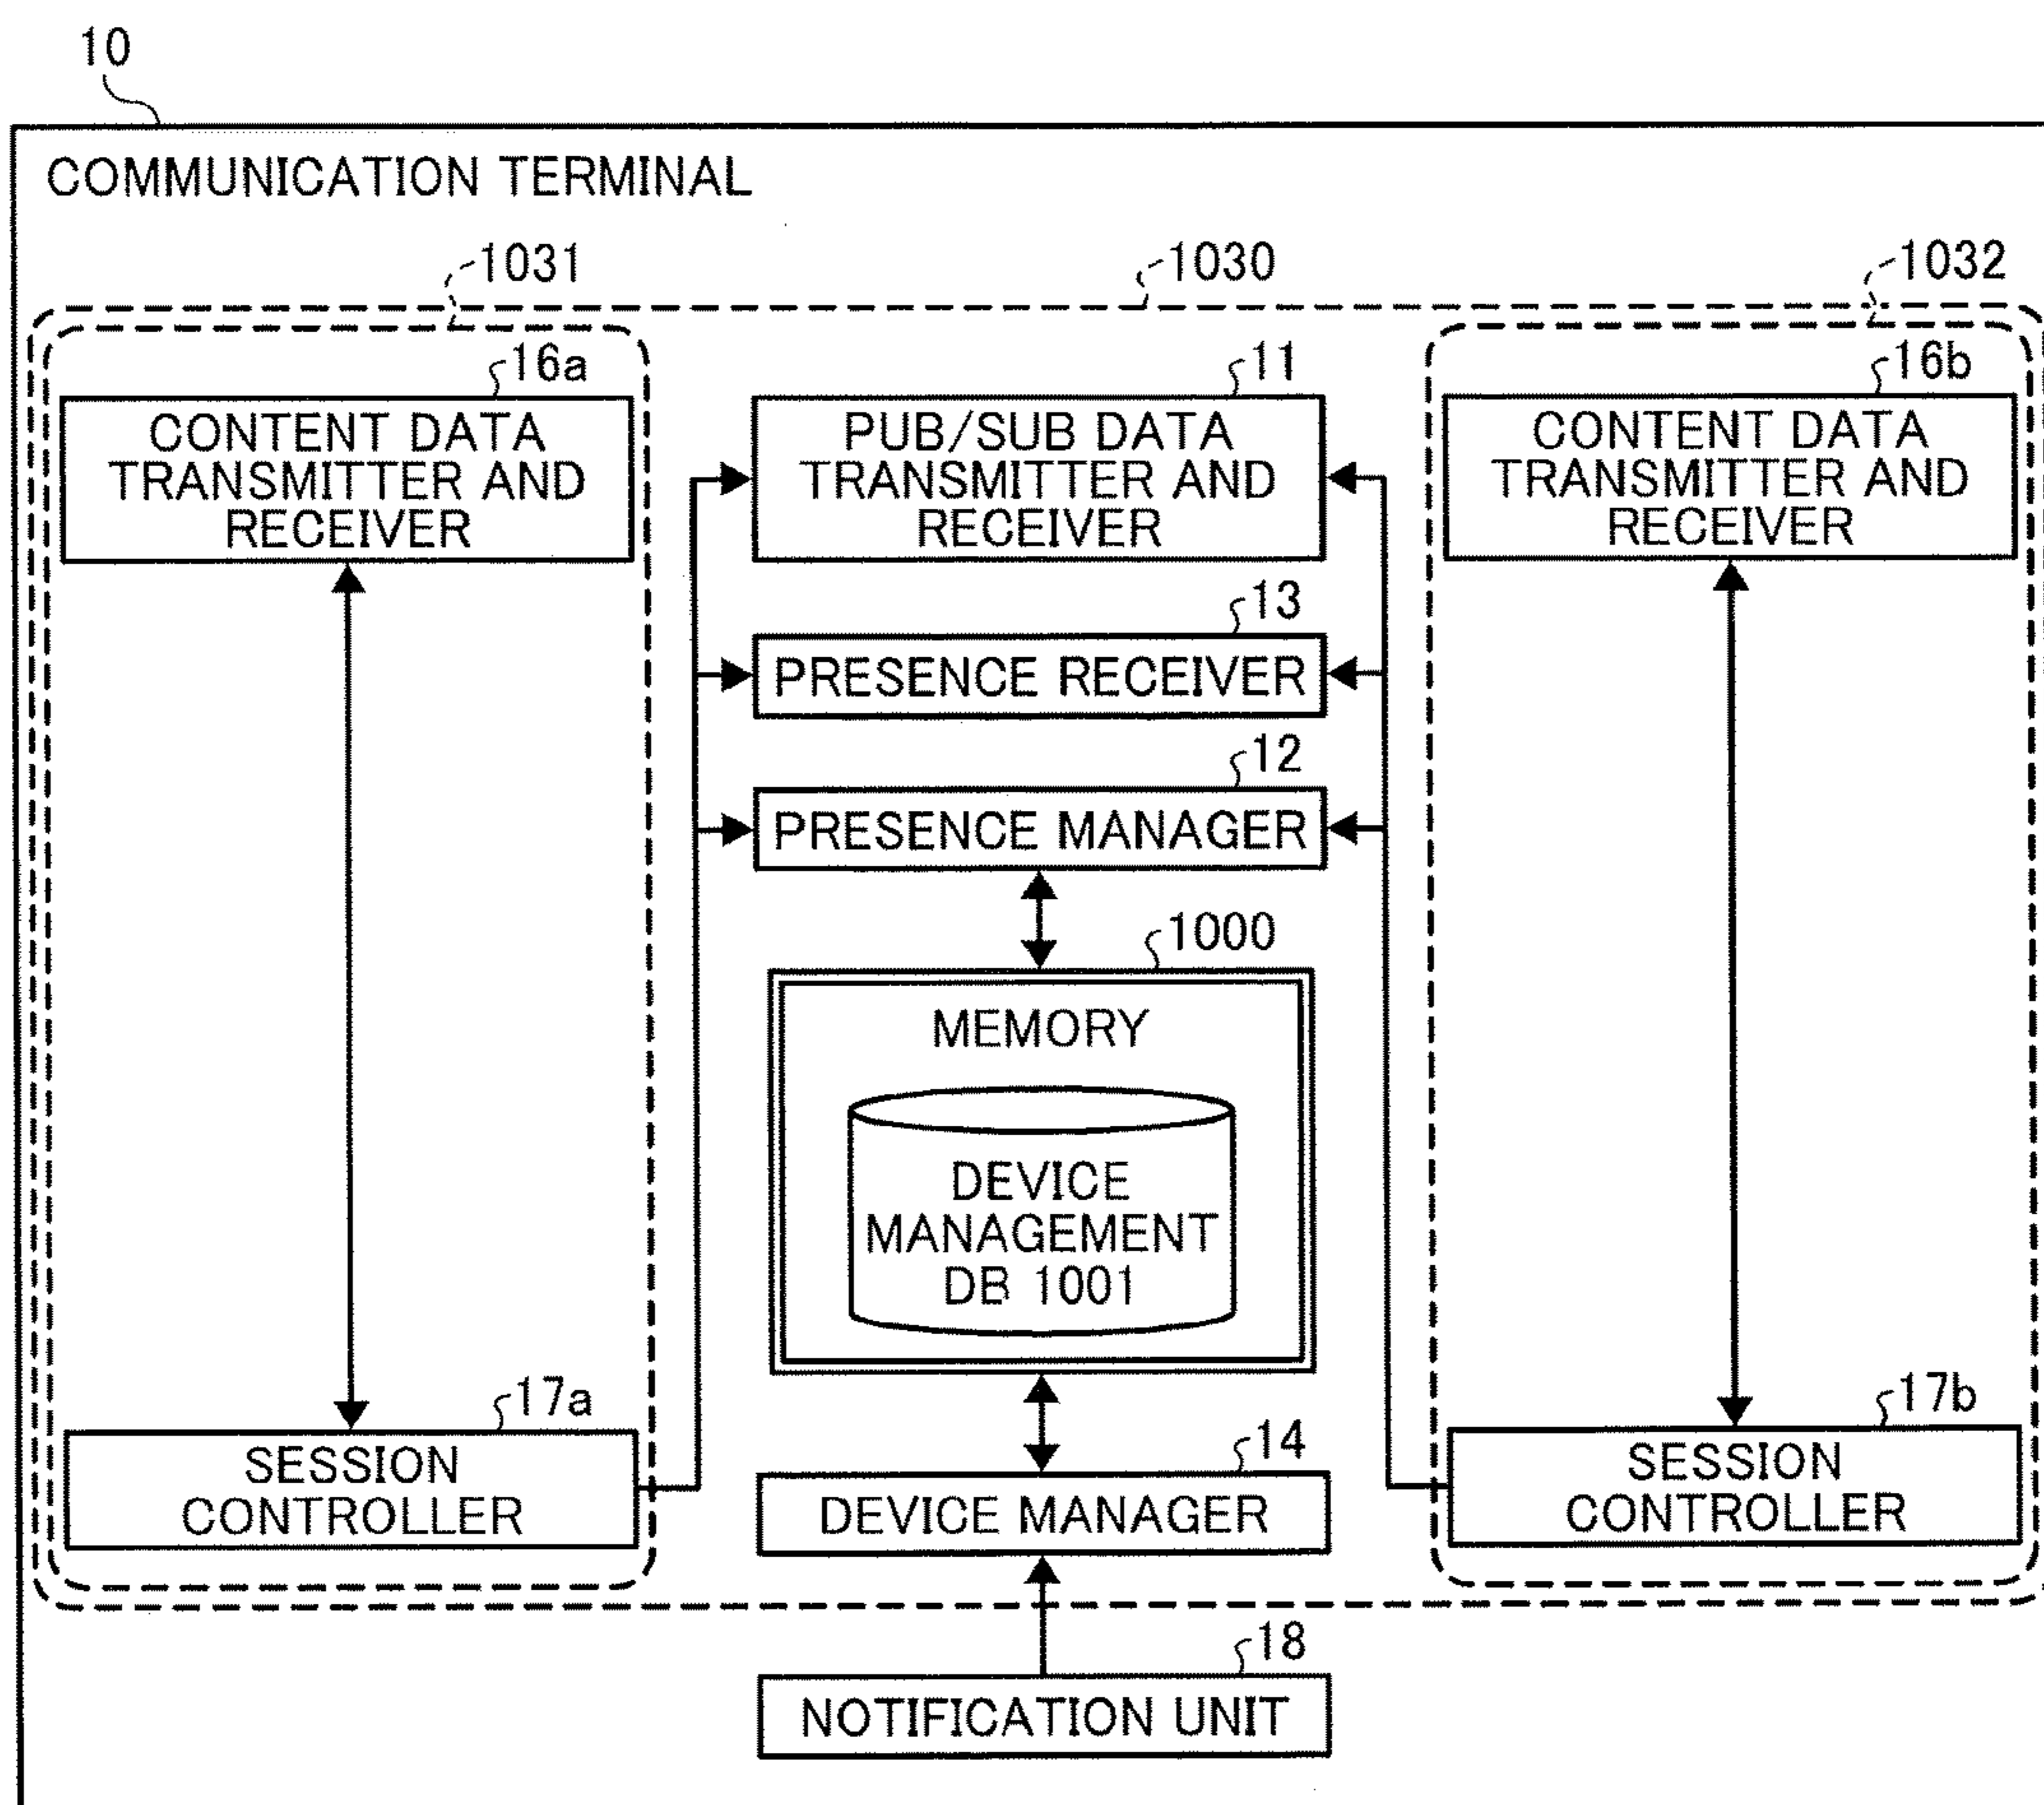 10
COMMUNICATION TERMINAL
1031
1030
1032
16a
11
16b
CONTENT DATA
TRANSMITTER AND
RECEIVER
PUB/SUB DATA
TRANSMITTER AND
RECEIVER
CONTENT DATA
TRANSMITTER AND
RECEIVER
13
PRESENCE RECEIVER
12
PRESENCE MANAGER
1000
MEMORY
DEVICE
MANAGEMENT
DB 1001
17a
SESSION
CONTROLLER
14
DEVICE MANAGER
17b
SESSION
CONTROLLER
18
NOTIFICATION UNIT